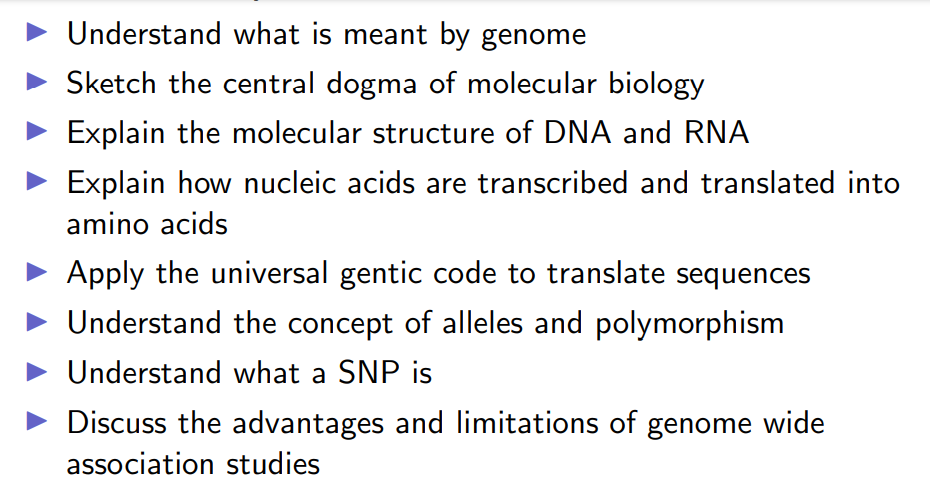 Understand what is meant by genome
Sketch the central dogma of molecular biology
Explain the molecular structure of DNA and RNA
Explain how nucleic acids are transcribed and translated into
amino acids
Apply the universal gentic code to translate sequences
Understand the concept of alleles and polymorphism
Understand what a SNP is
Discuss the advantages and limitations of genome wide
association studies